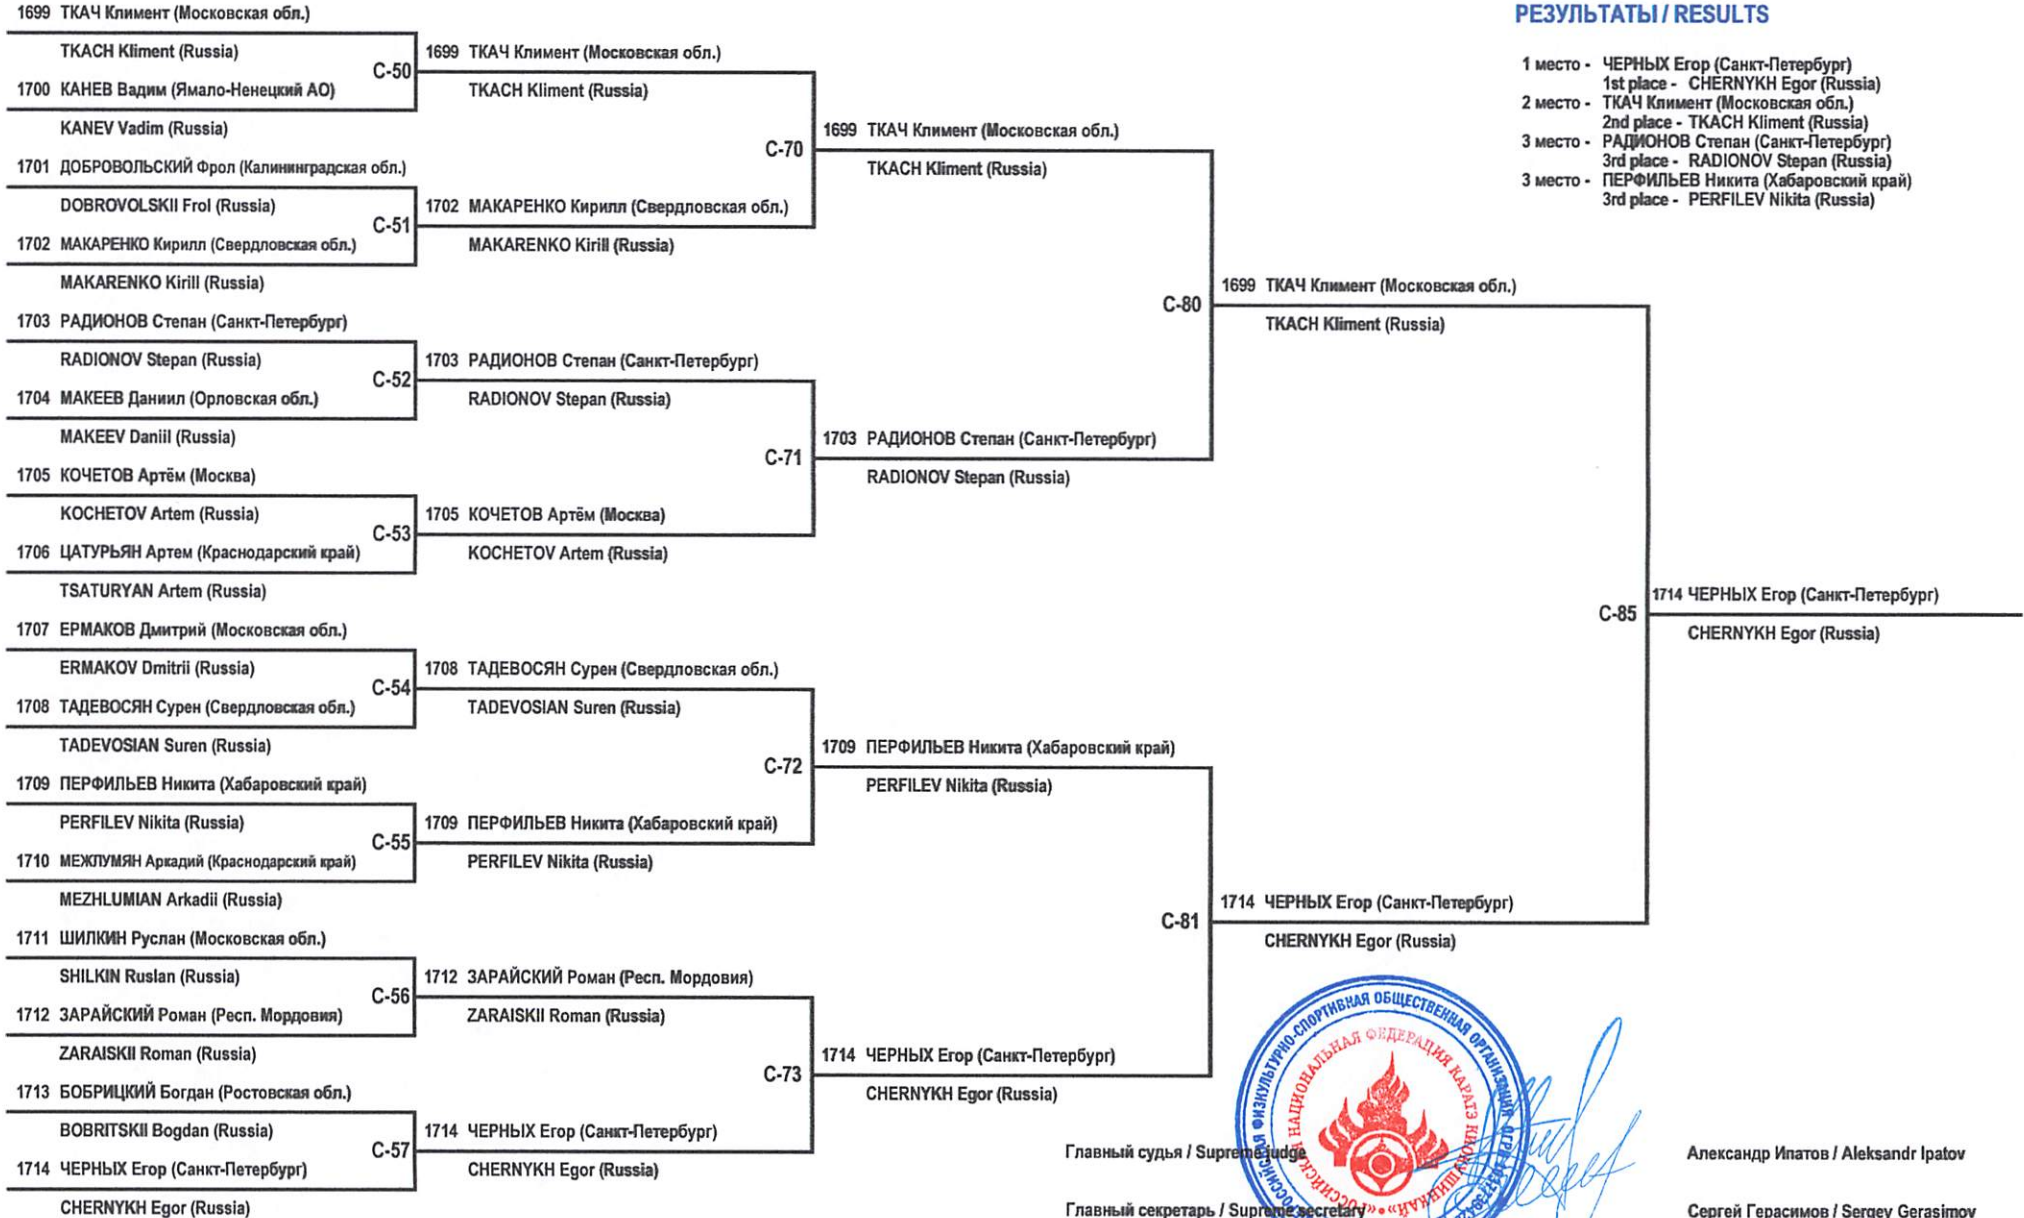 1699 ТКАЧ Климент (Московская обл.)
TKACH Kliment (Russia)
C-50
1700 КАНЕВ Вадим (Ямало-Ненецкий АО)
KANEV Vadim (Russia)
1701 ДОБРОВОЛЬСКИЙ Фрол (Калининградская обл.)
DOBROVOLSKII Frol (Russia)
C-51
1702 МАКАРЕНКО Кирилл (Свердловская обл.)
MAKARENKO Kirill (Russia)
1703 РАДИОНОВ Степан (Санкт-Петербург)
RADIONOV Stepan (Russia)
C-52
1704 МАКЕЕВ Даниил (Орловская обл.)
MAKEEV Daniil (Russia)
1705 КОЧЕТОВ Артём (Москва)
KOCHETOV Artem (Russia)
C-53
1706 ЦАТУРЬЯН Артем (Краснодарский край)
TSATURYAN Artem (Russia)
1707 ЕРМАКОВ Дмитрий (Московская обл.)
ERMAKOV Dmitrii (Russia)
C-54
1708 ТАДЕВОСЯН Сурен (Свердловская обл.)
TADEVOSIAN Suren (Russia)
1709 ПЕРФИЛЬЕВ Никита (Хабаровский край)
PERFILEV Nikita (Russia)
C-55
1710 МЕЖЛУМЯН Аркадий (Краснодарский край)
MEZHLUMIAN Arkadii (Russia)
1711 ШИЛКИН Руслан (Московская обл.)
SHILKIN Ruslan (Russia)
C-56
1712 ЗАРАЙСКИЙ Роман (Респ. Мордовия)
ZARAISKII Roman (Russia)
1713 БОБРИЦКИЙ Богдан (Ростовская обл.)
BOBRITSKII Bogdan (Russia)
C-57
1714 ЧЕРНЫХ Егор (Санкт-Петербург)
CHERNYKH Egor (Russia)
1699 ТКАЧ Климент (Московская обл.)
TKACH Kliment (Russia)
C-70
1702 МАКАРЕНКО Кирилл (Свердловская обл.)
MAKARENKO Kirill (Russia)
1703 РАДИОНОВ Степан (Санкт-Петербург)
RADIONOV Stepan (Russia)
C-71
1705 КОЧЕТОВ Артём (Москва)
KOCHETOV Artem (Russia)
1708 ТАДЕВОСЯН Сурен (Свердловская обл.)
TADEVOSIAN Suren (Russia)
C-72
1709 ПЕРФИЛЬЕВ Никита (Хабаровский край)
PERFILEV Nikita (Russia)
1712 ЗАРАЙСКИЙ Роман (Респ. Мордовия)
ZARAISKII Roman (Russia)
C-73
1714 ЧЕРНЫХ Егор (Санкт-Петербург)
CHERNYKH Egor (Russia)
1699 ТКАЧ Климент (Московская обл.)
TKACH Kliment (Russia)
C-80
1703 РАДИОНОВ Степан (Санкт-Петербург)
RADIONOV Stepan (Russia)
1709 ПЕРФИЛЬЕВ Никита (Хабаровский край)
PERFILEV Nikita (Russia)
C-81
1714 ЧЕРНЫХ Егор (Санкт-Петербург)
CHERNYKH Egor (Russia)
1699 ТКАЧ Климент (Московская обл.)
TKACH Kliment (Russia)
C-85
1714 ЧЕРНЫХ Егор (Санкт-Петербург)
CHERNYKH Egor (Russia)
1714 ЧЕРНЫХ Егор (Санкт-Петербург)
CHERNYKH Egor (Russia)
РЕЗУЛЬТАТЫ / RESULTS
1 место - ЧЕРНЫХ Егор (Санкт-Петербург)
1st place - CHERNYKH Egor (Russia)
2 место - ТКАЧ Климент (Московская обл.)
2nd place - TKACH Kliment (Russia)
3 место - РАДИОНОВ Степан (Санкт-Петербург)
3rd place - RADIONOV Stepan (Russia)
3 место - ПЕРФИЛЬЕВ Никита (Хабаровский край)
3rd place - PERFILEV Nikita (Russia)
ФИЗКУЛЬТУРНО-СПОРТИВНАЯ ОБЩЕСТВЕННАЯ ОРГАНИЗАЦИЯ
НАЦИОНАЛЬНАЯ ФЕДЕРАЦИЯ КАРАТЭ
Главный судья / Supreme judge
Александр Ипатов / Aleksandr Ipatov
Главный секретарь / Supreme secretary
Сергей Герасимов / Sergey Gerasimov